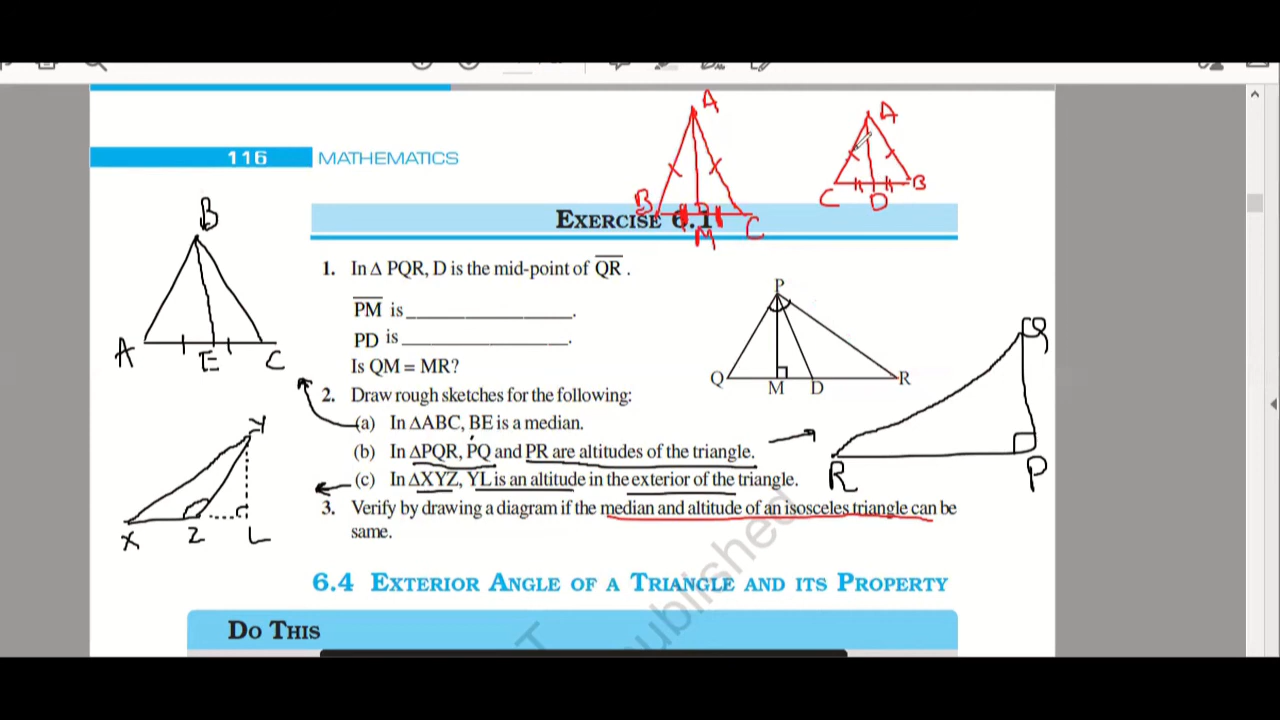 116 MATHEMATICS
A
B
M
C
A
C
D
B
EXERCISE 6.1
B
A
E
C
1. In Δ PQR, D is the mid-point of QR .
PM is ________________.
PD is ________________.
Is QM = MR?
P
Q
M
D
R
2. Draw rough sketches for the following:
(a) In ΔABC, BE is a median.
(b) In ΔPQR, PQ and PR are altitudes of the triangle.
(c) In ΔXYZ, YL is an altitude in the exterior of the triangle.
3. Verify by drawing a diagram if the median and altitude of an isosceles triangle can be
same.
Y
X
Z
L
Q
R
P
6.4 EXTERIOR ANGLE OF A TRIANGLE AND ITS PROPERTY
DO THIS
T
published